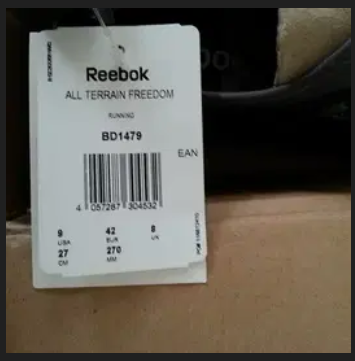 Reebok
ALL TERRAIN FREEDOM
RUNNING
BD1479
EAN
4 057287 304532
9 42 8
USA EUR UK
27 270
CM MM